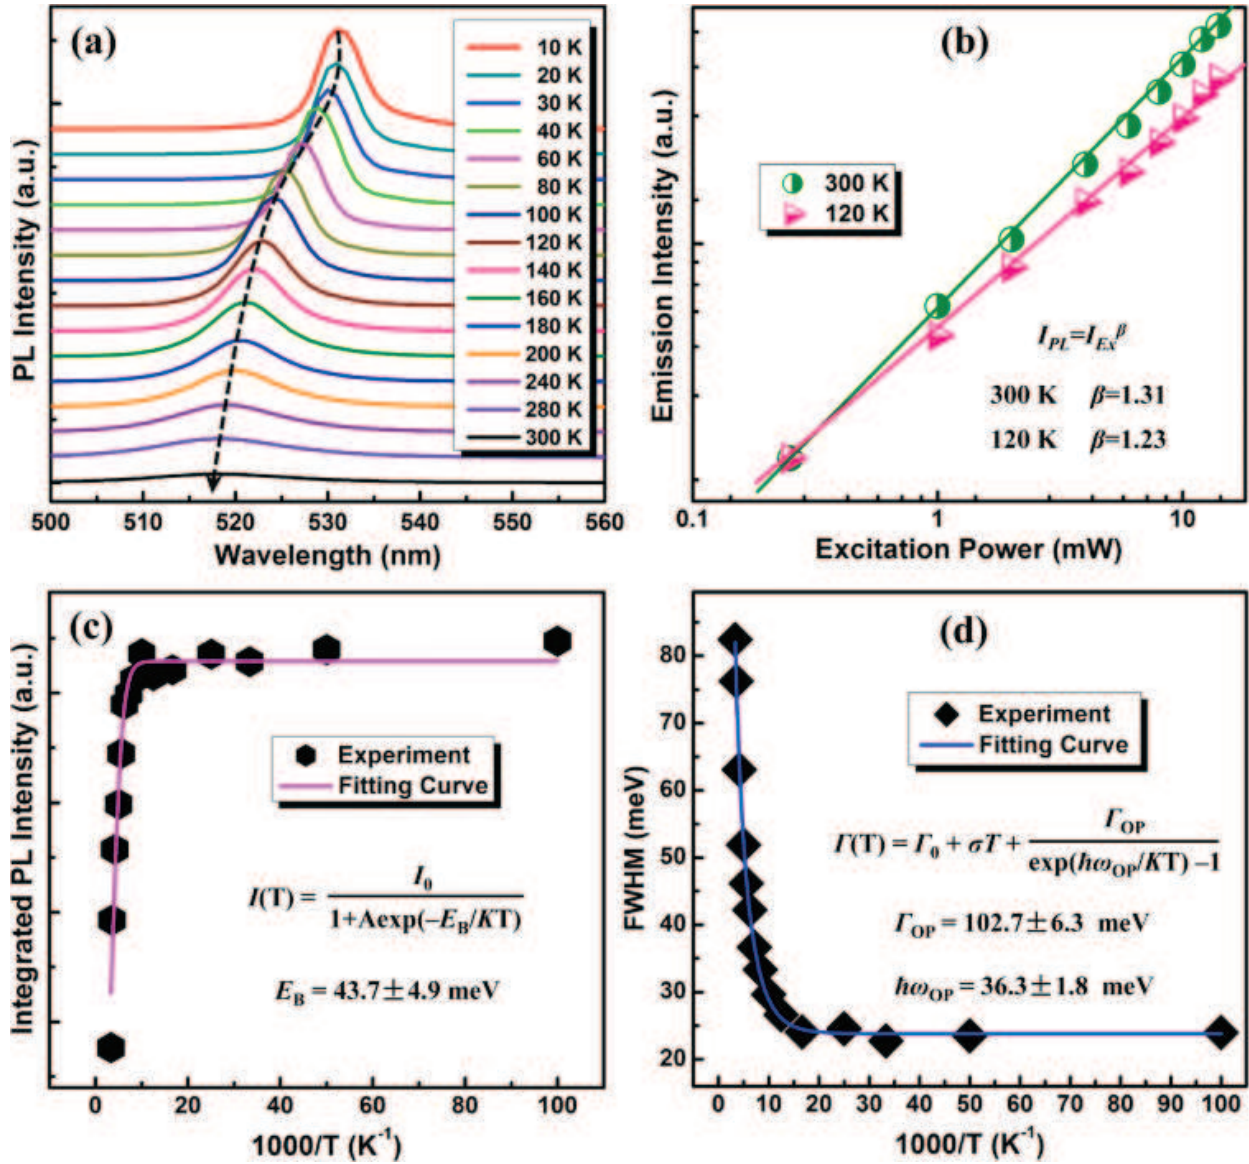 (a)
PL Intensity (a.u.)
10 K
20 K
30 K
40 K
60 K
80 K
100 K
120 K
140 K
160 K
180 K
200 K
240 K
280 K
300 K
500 510 520 530 540 550 560
Wavelength (nm)
(b)
Emission Intensity (a.u.)
300 K
120 K
I_PL=I_Ex^β
300 K β=1.31
120 K β=1.23
0.1 1 10
Excitation Power (mW)
(c)
Integrated PL Intensity (a.u.)
Experiment
Fitting Curve
I(T) = I_0 / (1+Aexp(–E_B/KT))
E_B = 43.7±4.9 meV
0 20 40 60 80 100
1000/T (K⁻¹)
(d)
FWHM (meV)
80
70
60
50
40
30
20
Experiment
Fitting Curve
Γ(T) = Γ_0 + σT + Γ_OP / (exp(ħω_OP/KT) –1)
Γ_OP = 102.7±6.3 meV
ħω_OP = 36.3±1.8 meV
0 10 20 30 40 50 60 70 80 90 100
1000/T (K⁻¹)